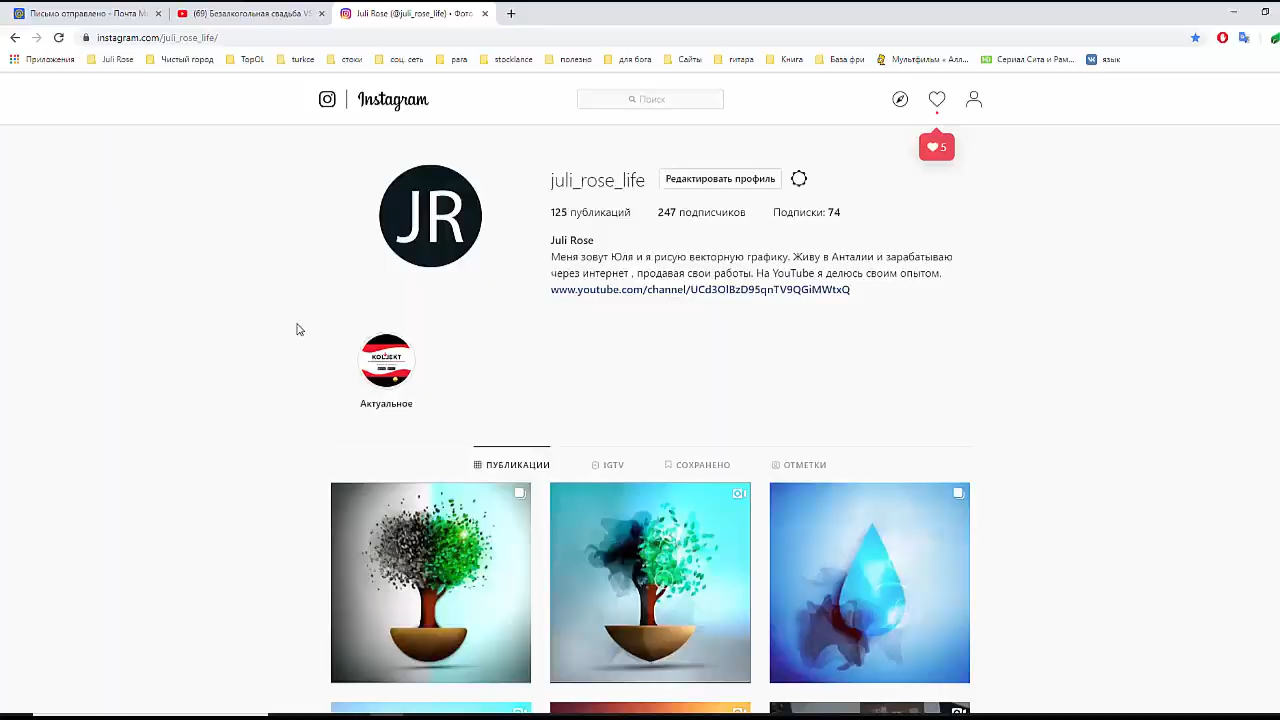 Письмо отправлено - Почта М
(69) Безалкогольная свадьба VS
Juli Rose (@juli_rose_life) • Фото
instagram.com/juli_rose_life/
Приложения
Juli Rose
Чистый город
TopOL
turkce
стоки
соц. сеть
para
stocklance
полезно
для бога
Сайты
гитара
Книга
База фри
Мультфильм « Алл...
HD
Сериал Сита и Рам...
язык
Instagram
Поиск
5
JR
juli_rose_life
Редактировать профиль
125 публикаций
247 подписчиков
Подписки: 74
Juli Rose
Меня зовут Юля и я рисую векторную графику. Живу в Анталии и зарабатываю
через интернет , продавая свои работы. На YouTube я делюсь своим опытом.
www.youtube.com/channel/UCd3OlBzD95qnTV9QGiMWtxQ
Актуальное
ПУБЛИКАЦИИ
IGTV
СОХРАНЕНО
ОТМЕТКИ